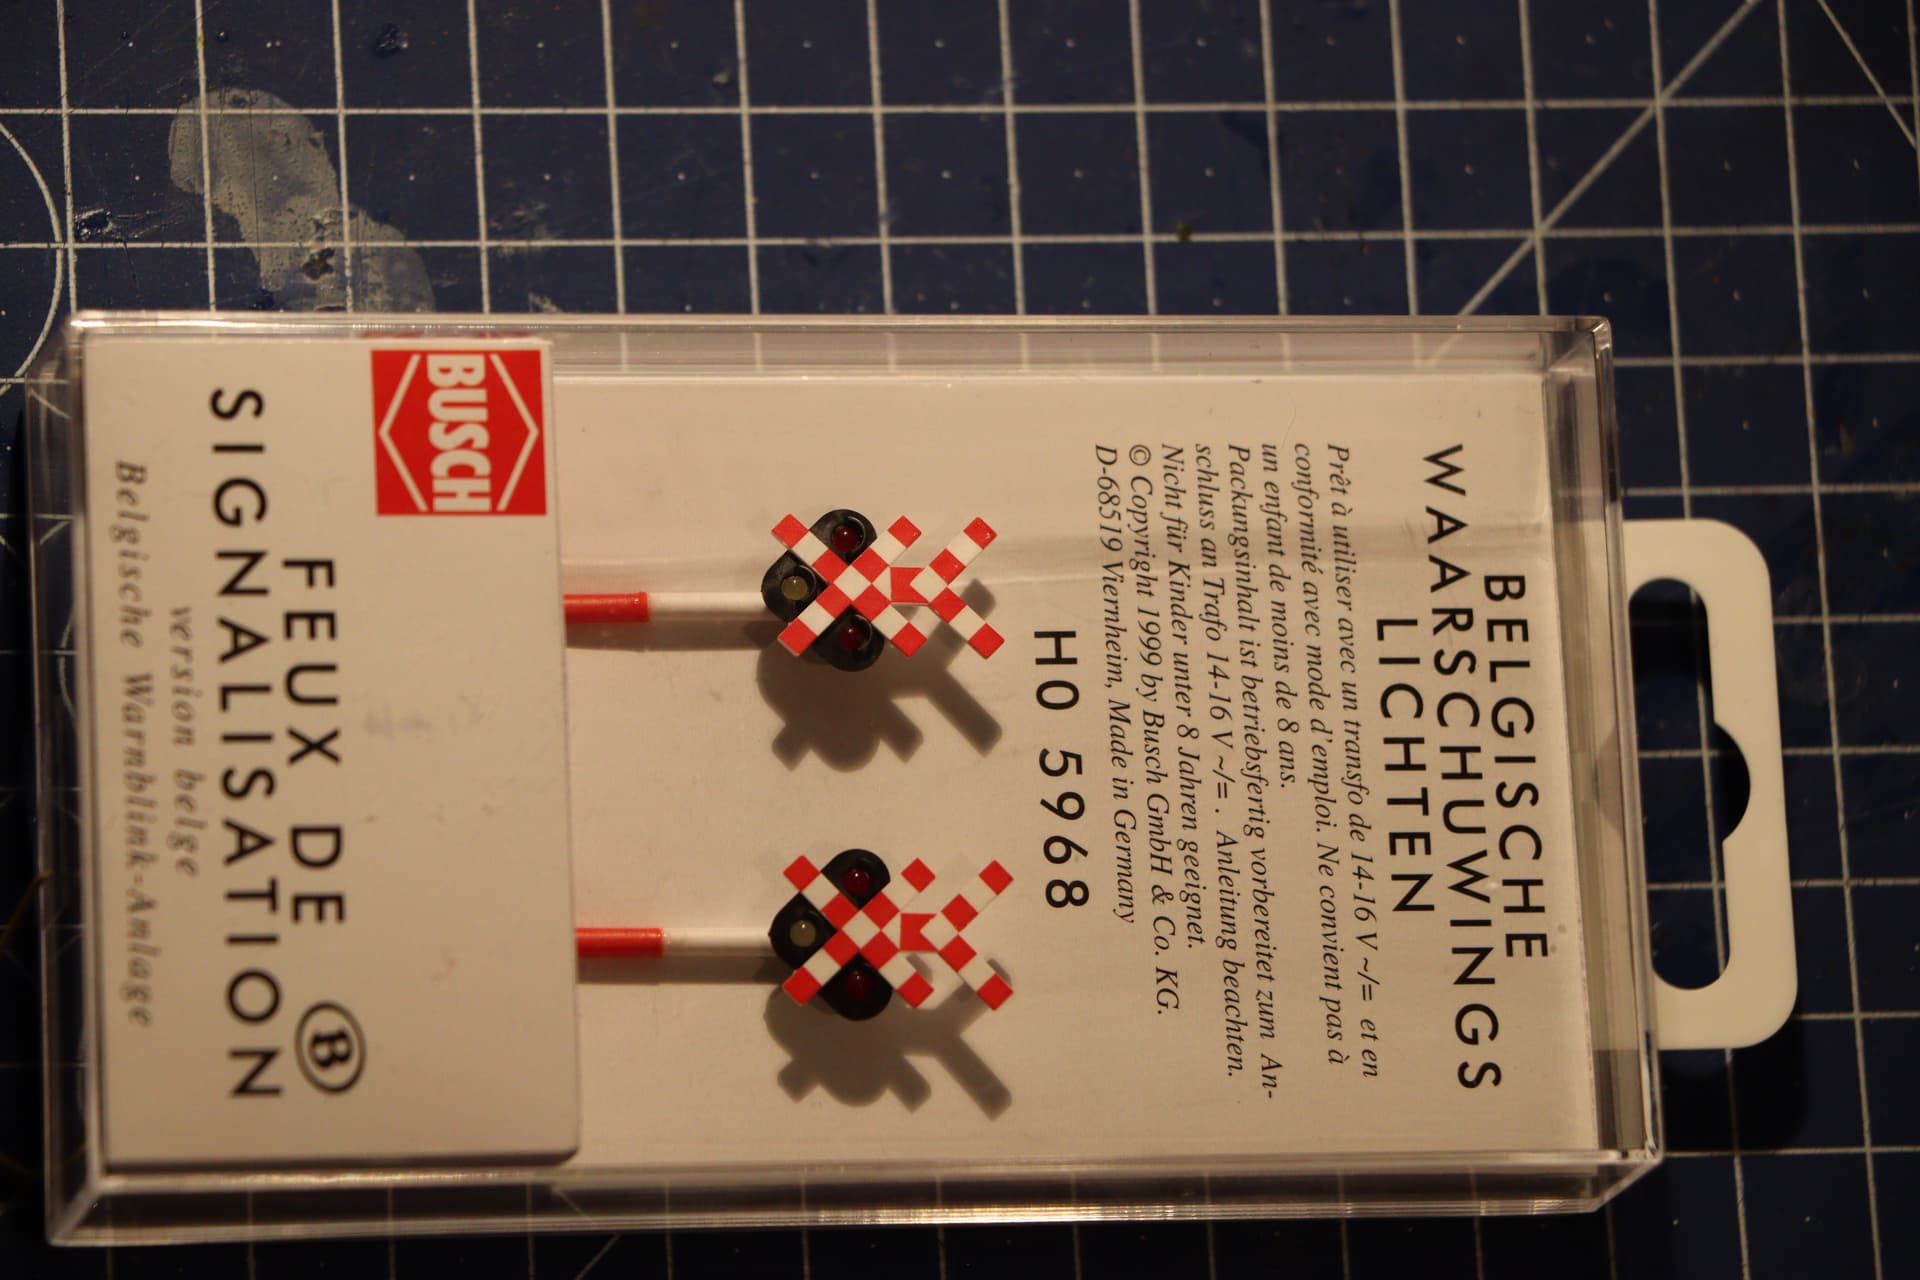 BELGISCHE
WAARSCHUWINGS
LICHTEN
Prêt à utiliser avec un transfo de 14-16 V ~/= et en
conformité avec mode d'emploi. Ne convient pas à
un enfant de moins de 8 ans.
Packungsinhalt ist betriebsfertig vorbereitet zum An-
schluss an Trafo 14-16 V ~/= . Anleitung beachten.
Nicht für Kinder unter 8 Jahren geeignet.
© Copyright 1999 by Busch GmbH & Co. KG.
D-68519 Viernheim, Made in Germany
H0 5968
BUSCH
FEUX DE B
SIGNALISATION
version belge
Belgische Warnblink-Anlage